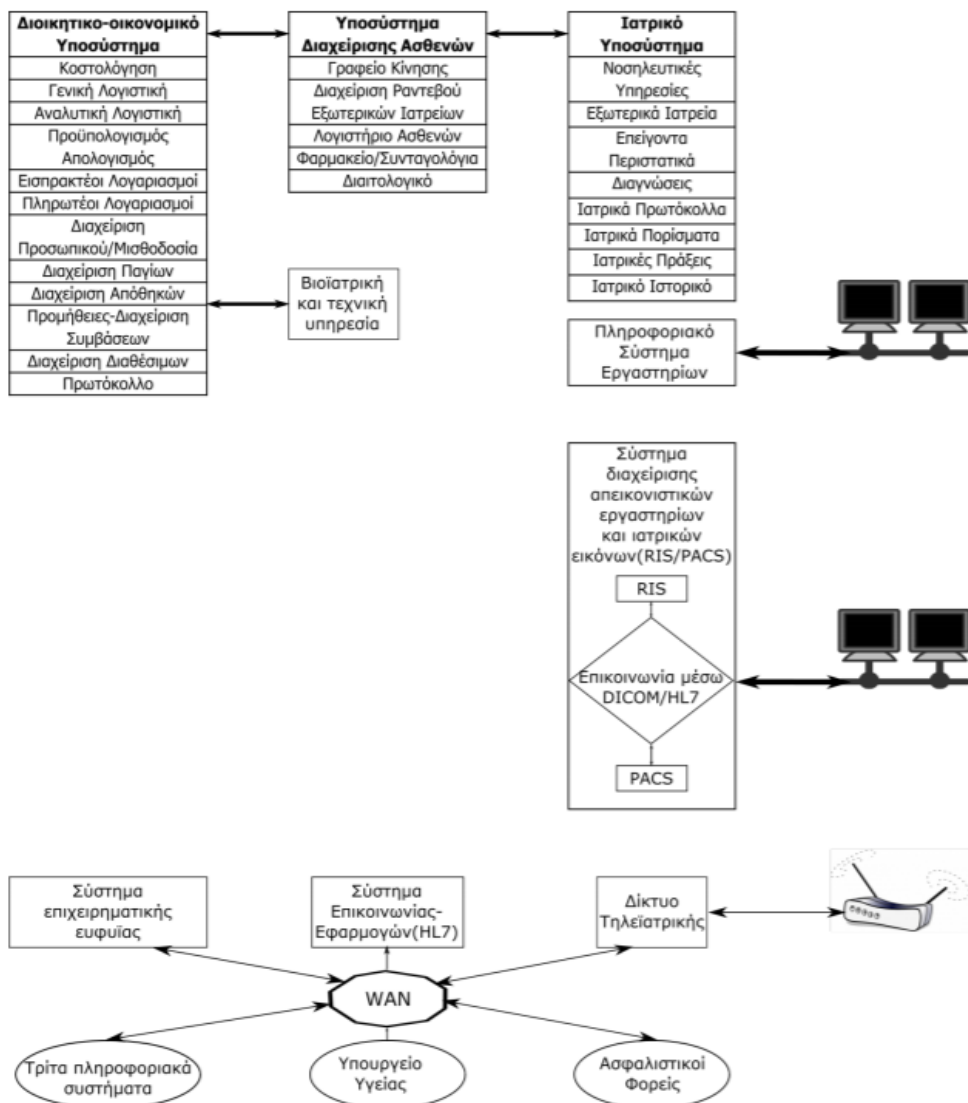 Διοικητικο-οικονομικό
Υποσύστημα
Κοστολόγηση
Γενική Λογιστική
Αναλυτική Λογιστική
Προϋπολογισμός
Απολογισμός
Εισπρακτέοι Λογαριασμοί
Πληρωτέοι Λογαριασμοί
Διαχείριση
Προσωπικού/Μισθοδοσία
Διαχείριση Παγίων
Διαχείριση Απόθηκών
Προμήθειες-Διαχείριση
Συμβάσεων
Διαχείριση Διαθέσιμων
Πρωτόκολλο
Υποσύστημα
Διαχείρισης Ασθενών
Γραφείο Κίνησης
Διαχείριση Ραντεβού
Εξωτερικών Ιατρείων
Λογιστήριο Ασθενών
Φαρμακείο/Συνταγολόγια
Διαιτολογικό
Βιοϊατρική
και τεχνική
υπηρεσία
Ιατρικό
Υποσύστημα
Νοσηλευτικές
Υπηρεσίες
Εξωτερικά Ιατρεία
Επείγοντα
Περιστατικά
Διαγνώσεις
Ιατρικά Πρωτόκολλα
Ιατρικά Πορίσματα
Ιατρικές Πράξεις
Ιατρικό Ιστορικό
Πληροφοριακό
Σύστημα
Εργαστηρίων
Σύστημα
διαχείρισης
απεικονιστικών
εργαστηρίων
και ιατρικών
εικόνων(RIS/PACS)
RIS
Επικοινωνία μέσω
DICOM/HL7
PACS
Σύστημα
επιχειρηματικής
ευφυΐας
Σύστημα
Επικοινωνίας-
Εφαρμογών(HL7)
Δίκτυο
Τηλεϊατρικής
WAN
Τρίτα πληροφοριακά
συστήματα
Υπουργείο
Υγείας
Ασφαλιστικοί
Φορείς